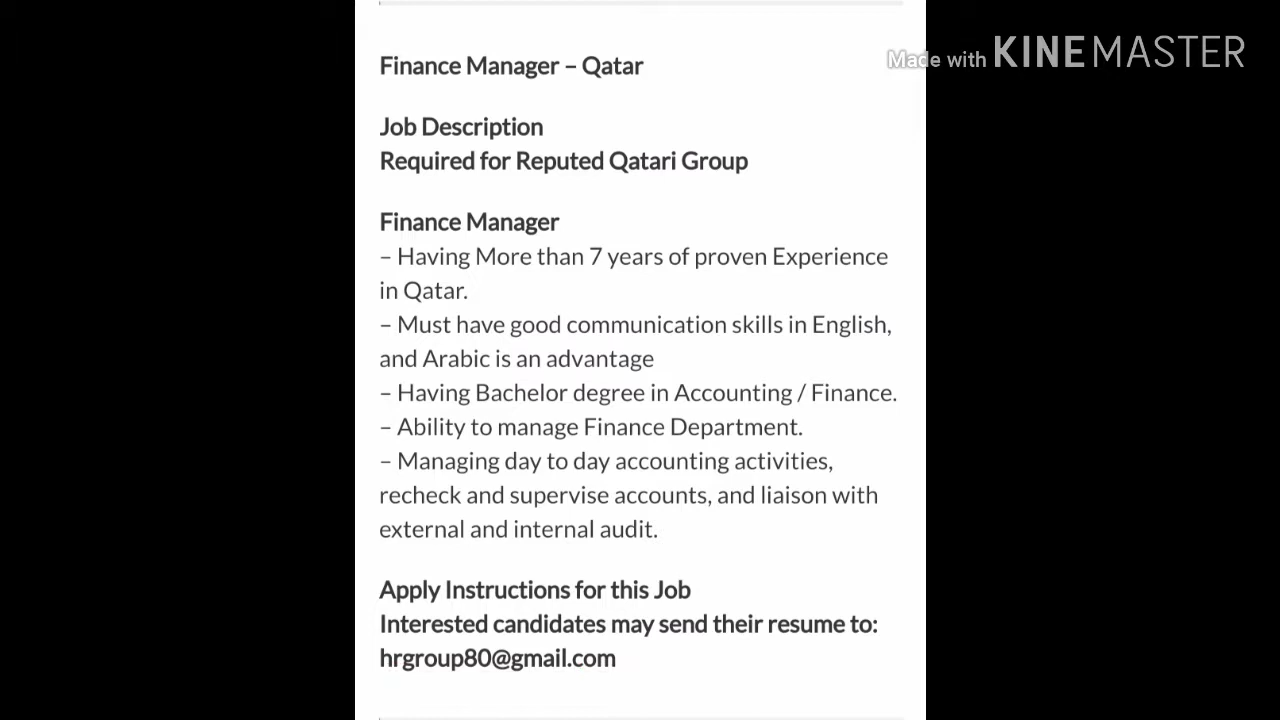 Made with KINEMASTER
Finance Manager – Qatar
Job Description
Required for Reputed Qatari Group
Finance Manager
– Having More than 7 years of proven Experience
in Qatar.
– Must have good communication skills in English,
and Arabic is an advantage
– Having Bachelor degree in Accounting / Finance.
– Ability to manage Finance Department.
– Managing day to day accounting activities,
recheck and supervise accounts, and liaison with
external and internal audit.
Apply Instructions for this Job
Interested candidates may send their resume to:
hrgroup80@gmail.com